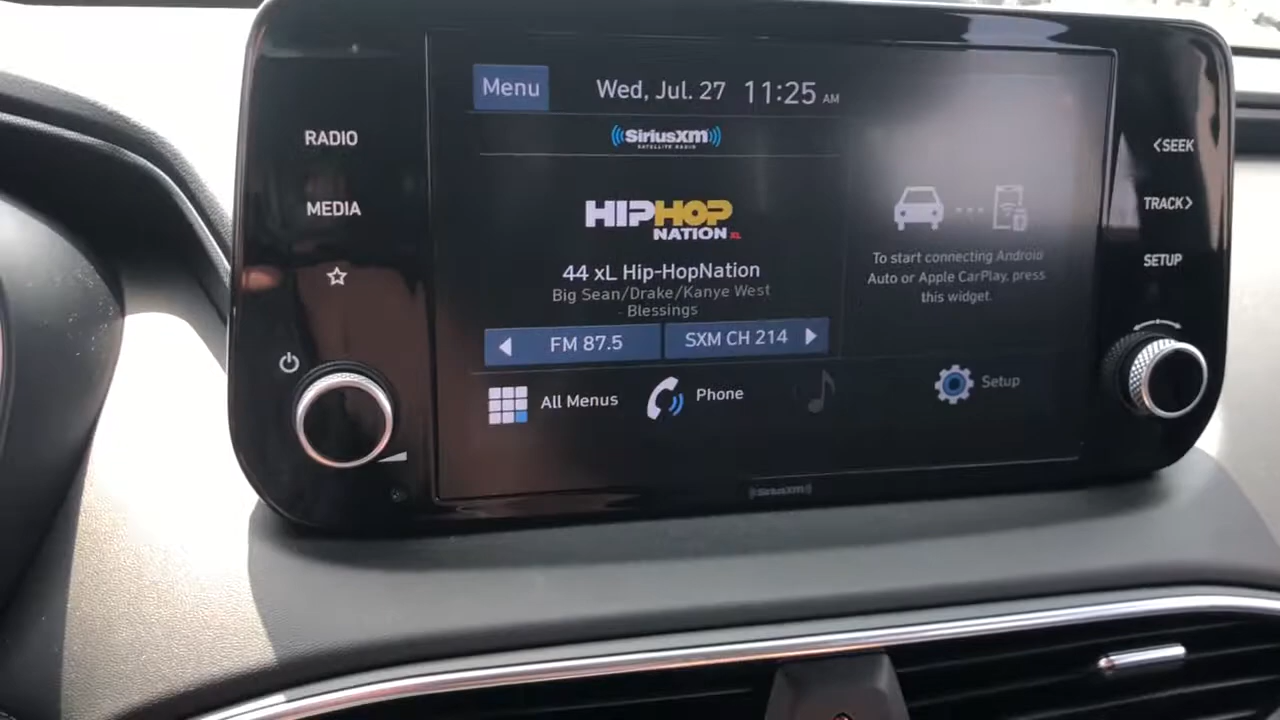 Menu
Wed, Jul. 27 11:25 AM
SiriusXM
SATELLITE RADIO
HIPHOP
NATION XL
44 xL Hip-HopNation
Big Sean/Drake/Kanye West
- Blessings
FM 87.5
SXM CH 214
All Menus
Phone
Setup
To start connecting Android
Auto or Apple CarPlay, press
this widget.
RADIO
MEDIA
<SEEK
TRACK>
SETUP
SiriusXM